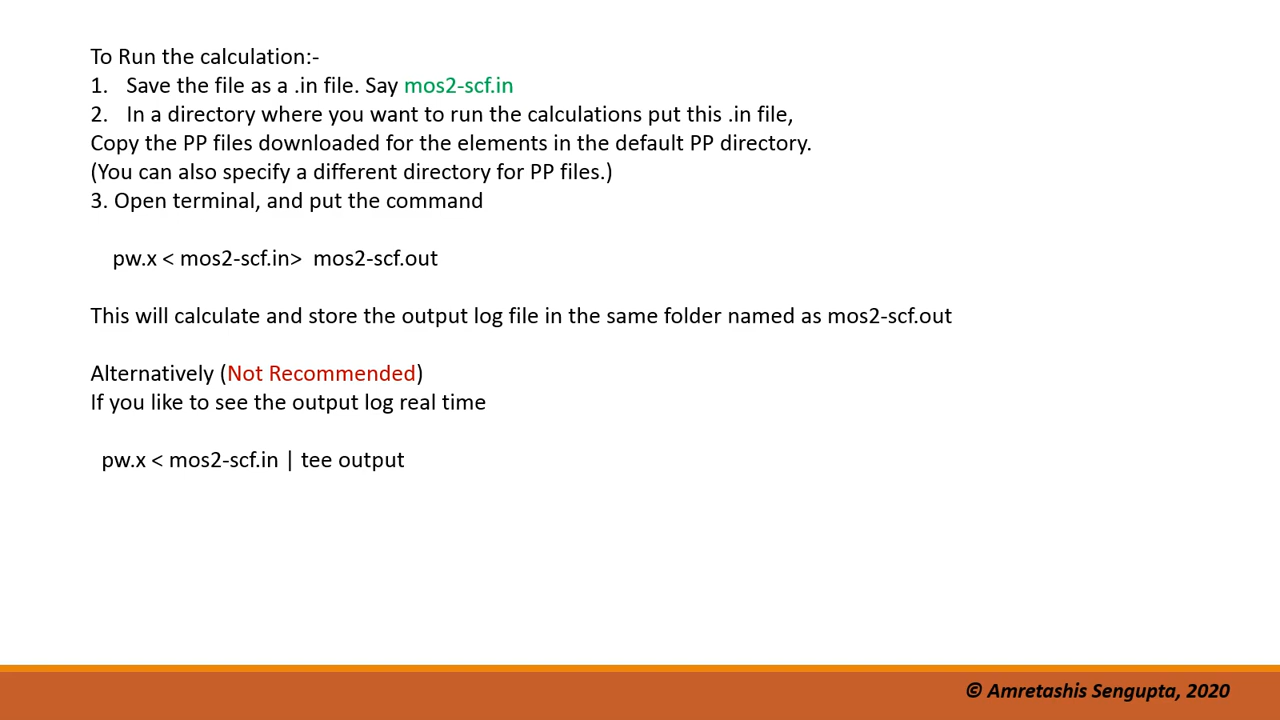 To Run the calculation:-
1. Save the file as a .in file. Say mos2-scf.in
2. In a directory where you want to run the calculations put this .in file,
Copy the PP files downloaded for the elements in the default PP directory.
(You can also specify a different directory for PP files.)
3. Open terminal, and put the command
pw.x < mos2-scf.in> mos2-scf.out
This will calculate and store the output log file in the same folder named as mos2-scf.out
Alternatively (Not Recommended)
If you like to see the output log real time
pw.x < mos2-scf.in | tee output
© Amretashis Sengupta, 2020